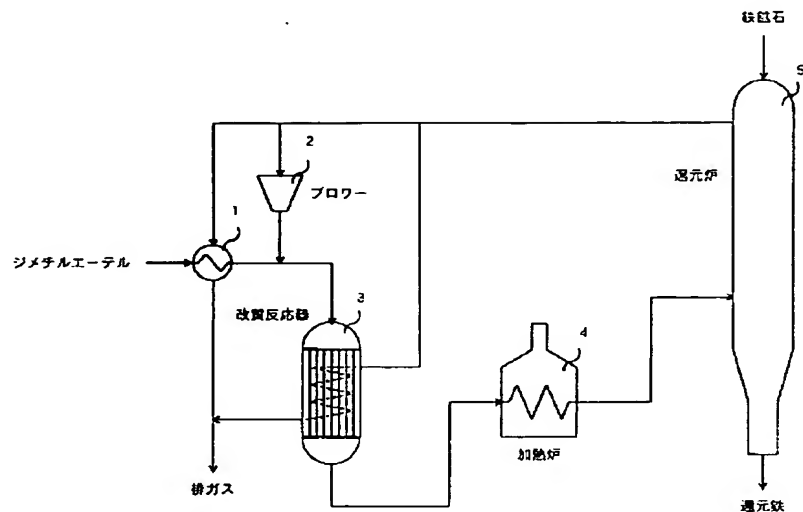 鉄鉱石
5
2
還元炉
ブロワー
1
ジメチルエーテル
改質反応器
3
4
加熱炉
排ガス
還元鉄